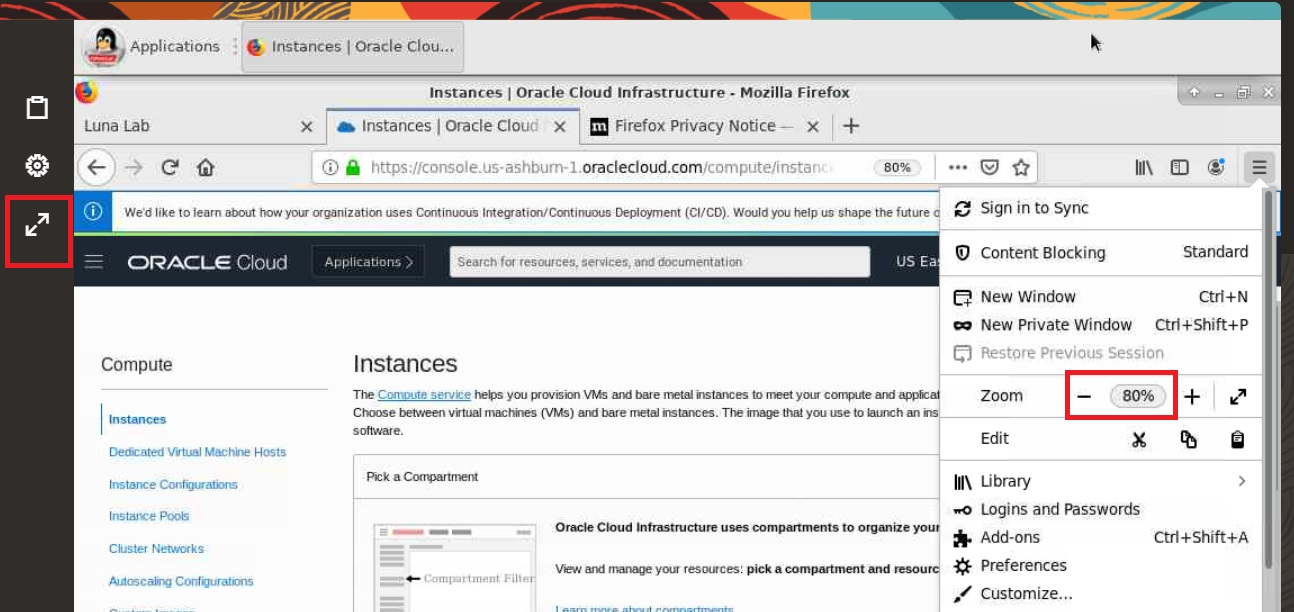 Applications
Instances | Oracle Clou...
Instances | Oracle Cloud Infrastructure - Mozilla Firefox
Luna Lab
Instances | Oracle Cloud
Firefox Privacy Notice —
https://console.us-ashburn-1.oraclecloud.com/compute/instanc
80%
We'd like to learn about how your organization uses Continuous Integration/Continuous Deployment (CI/CD). Would you help us shape the future o
ORACLE Cloud
Applications
Search for resources, services, and documentation
US Eas
Compute
Instances
Dedicated Virtual Machine Hosts
Instance Configurations
Instance Pools
Cluster Networks
Autoscaling Configurations
Custom Images
Instances
The Compute service helps you provision VMs and bare metal instances to meet your compute and applicat
Choose between virtual machines (VMs) and bare metal instances. The image that you use to launch an ins
software.
Pick a Compartment
Compartment Filter
Oracle Cloud Infrastructure uses compartments to organize your
View and manage your resources: pick a compartment and resourc
Learn more about compartments
Sign in to Sync
Content Blocking Standard
New Window Ctrl+N
New Private Window Ctrl+Shift+P
Restore Previous Session
Zoom 80%
Edit
Library
Logins and Passwords
Add-ons Ctrl+Shift+A
Preferences
Customize...